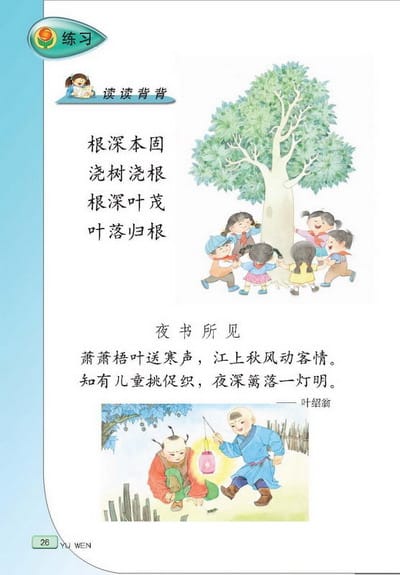 练习
读读背背
根深本固
浇树浇根
根深叶茂
叶落归根
夜书所见
萧萧梧叶送寒声，江上秋风动客情。
知有儿童挑促织，夜深篱落一灯明。
—— 叶绍翁
26 YU WEN